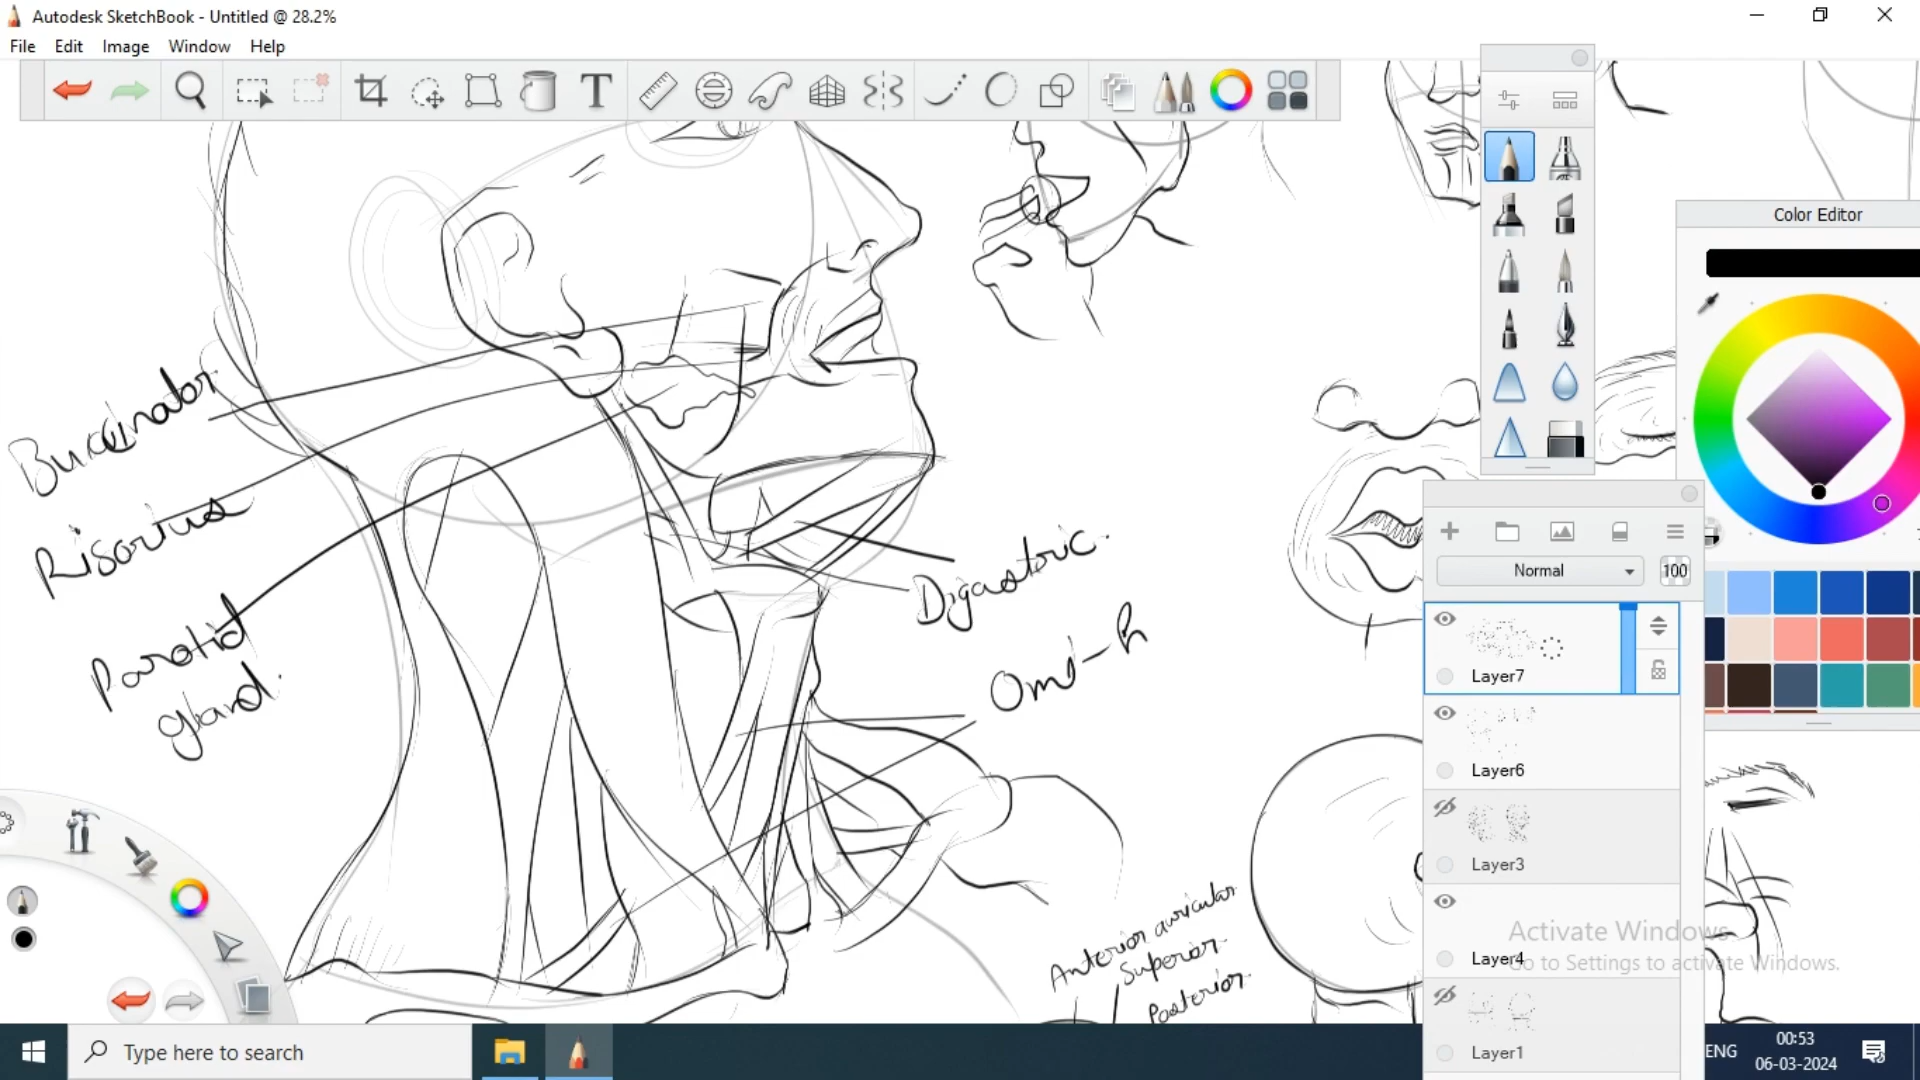 Autodesk SketchBook - Untitled @ 28.2%
File Edit Image Window Help
T
Color Editor
Buccinator
Risorius
Parotid
gland.
Digastric.
Omo-h
Anterior auricular
Superior.
Posterior.
Normal 100
Layer7
Layer6
Layer3
Layer4
Layer1
Activate Windows
Go to Settings to activate Windows.
Type here to search
ENG
00:53
06-03-2024